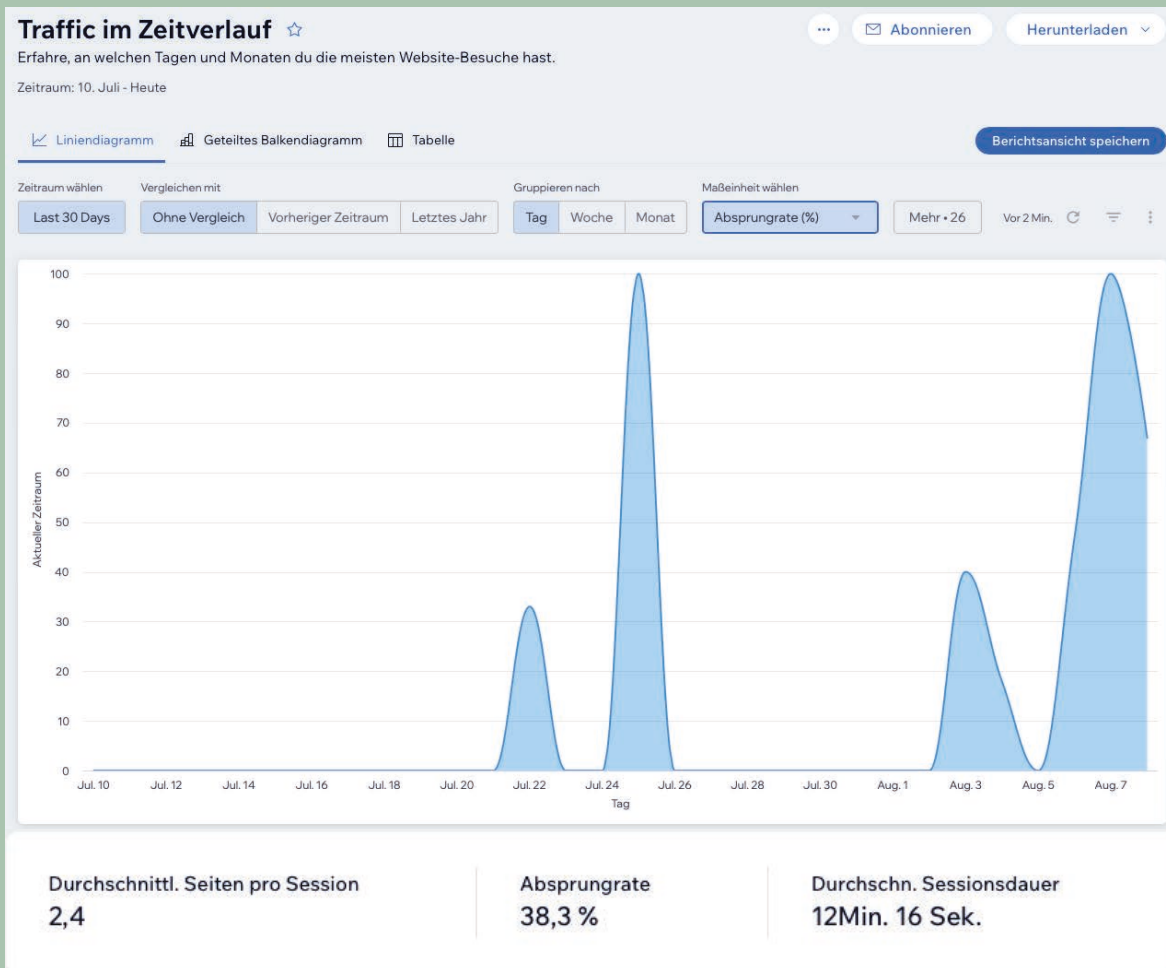 Traffic im Zeitverlauf
Abonnieren
Herunterladen
Erfahre, an welchen Tagen und Monaten du die meisten Website-Besuche hast.
Zeitraum: 10. Juli - Heute
Liniendiagramm Geteiltes Balkendiagramm Tabelle
Berichtsansicht speichern
Zeitraum wählen Vergleichen mit Gruppieren nach Maßeinheit wählen
Last 30 Days Ohne Vergleich Vorheriger Zeitraum Letztes Jahr Tag Woche Monat Absprungrate (%) Mehr • 26 Vor 2 Min.
100
90
80
70
60
50
40
30
20
10
0
Aktueller Zeitraum
Jul. 10 Jul. 12 Jul. 14 Jul. 16 Jul. 18 Jul. 20 Jul. 22 Jul. 24 Jul. 26 Jul. 28 Jul. 30 Aug. 1 Aug. 3 Aug. 5 Aug. 7
Tag
Durchschnittl. Seiten pro Session
2,4
Absprungrate
38,3 %
Durchschn. Sessionsdauer
12Min. 16 Sek.